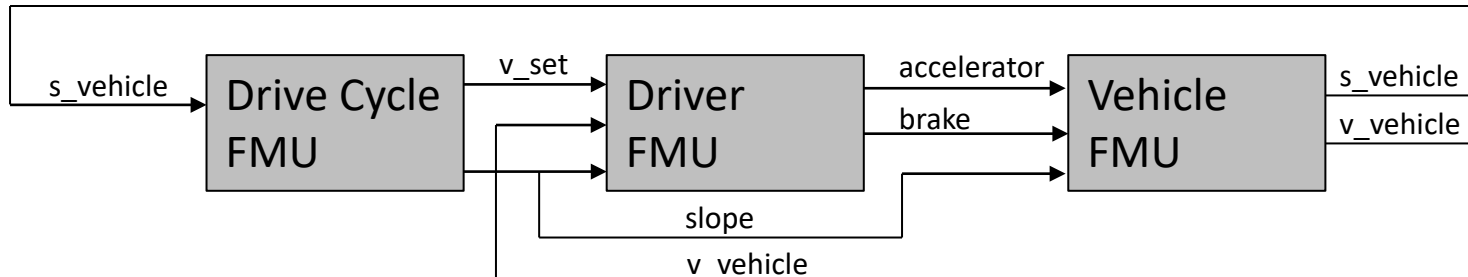 s_vehicle
Drive Cycle
FMU
v_set
Driver
FMU
accelerator
brake
Vehicle
FMU
s_vehicle
v_vehicle
slope
v_vehicle